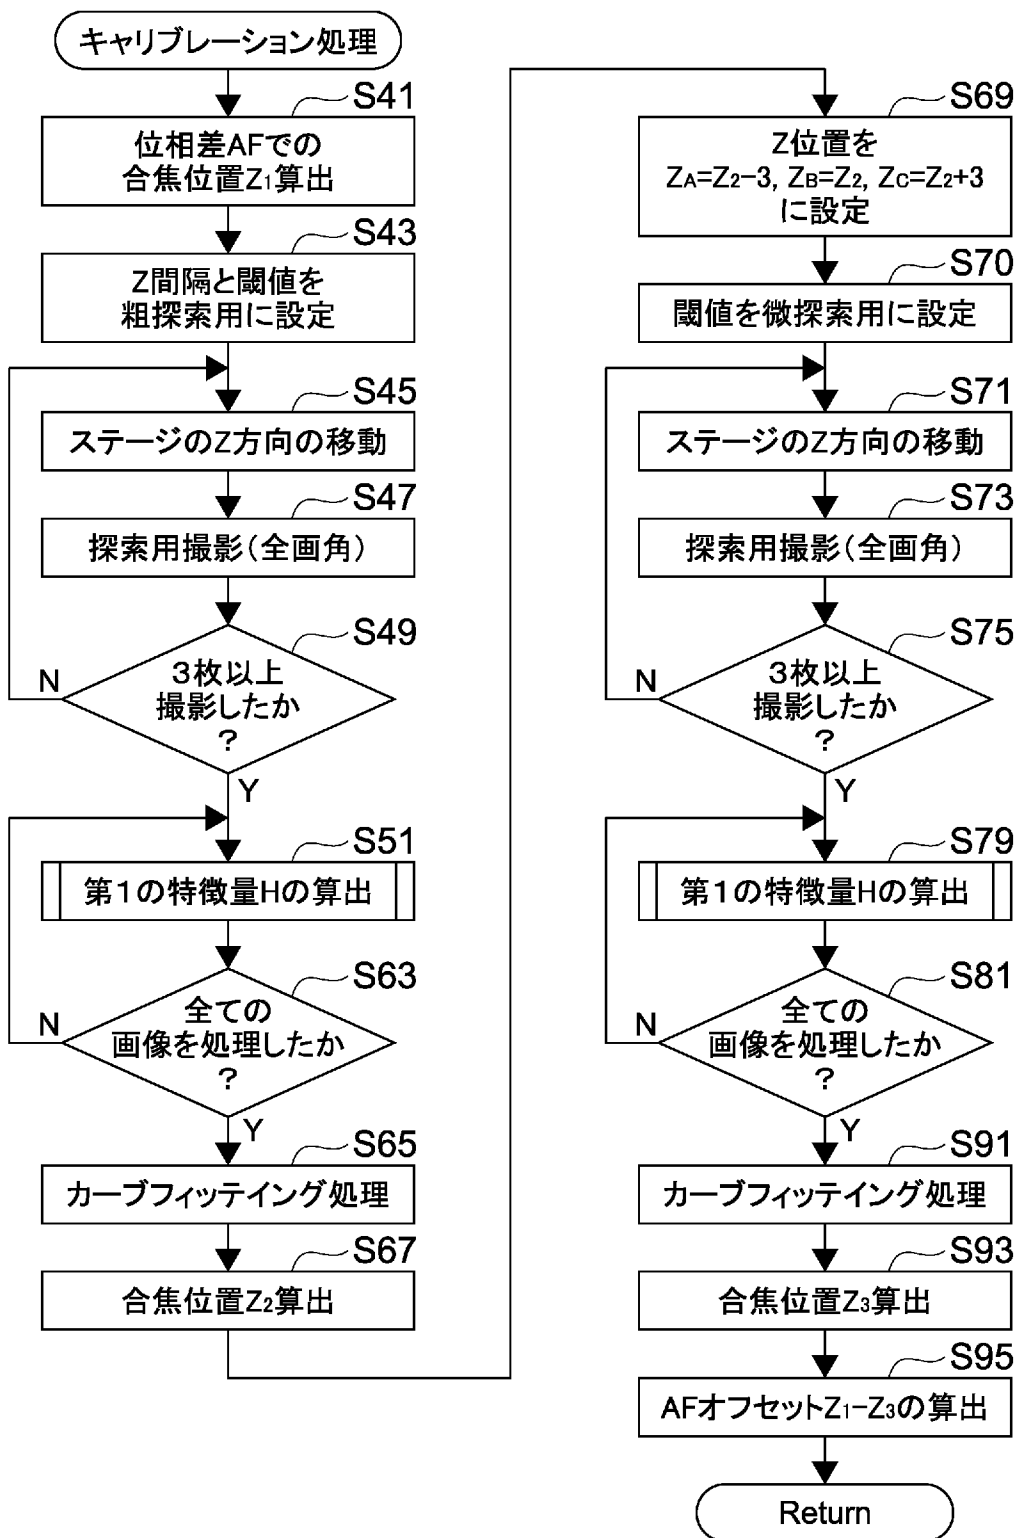 キャリブレーション処理
S41
位相差AFでの
合焦位置Z1算出
S43
Z間隔と閾値を
粗探索用に設定
S45
ステージのZ方向の移動
S47
探索用撮影(全画角)
S49
3枚以上
撮影したか
?
N
Y
S51
第1の特徴量Hの算出
S63
全ての
画像を処理したか
?
N
Y
S65
カーブフィッテイング処理
S67
合焦位置Z2算出
S69
Z位置を
ZA=Z2-3, ZB=Z2, ZC=Z2+3
に設定
S70
閾値を微探索用に設定
S71
ステージのZ方向の移動
S73
探索用撮影(全画角)
S75
3枚以上
撮影したか
?
N
Y
S79
第1の特徴量Hの算出
S81
全ての
画像を処理したか
?
N
Y
S91
カーブフィッテイング処理
S93
合焦位置Z3算出
S95
AFオフセットZ1-Z3の算出
Return